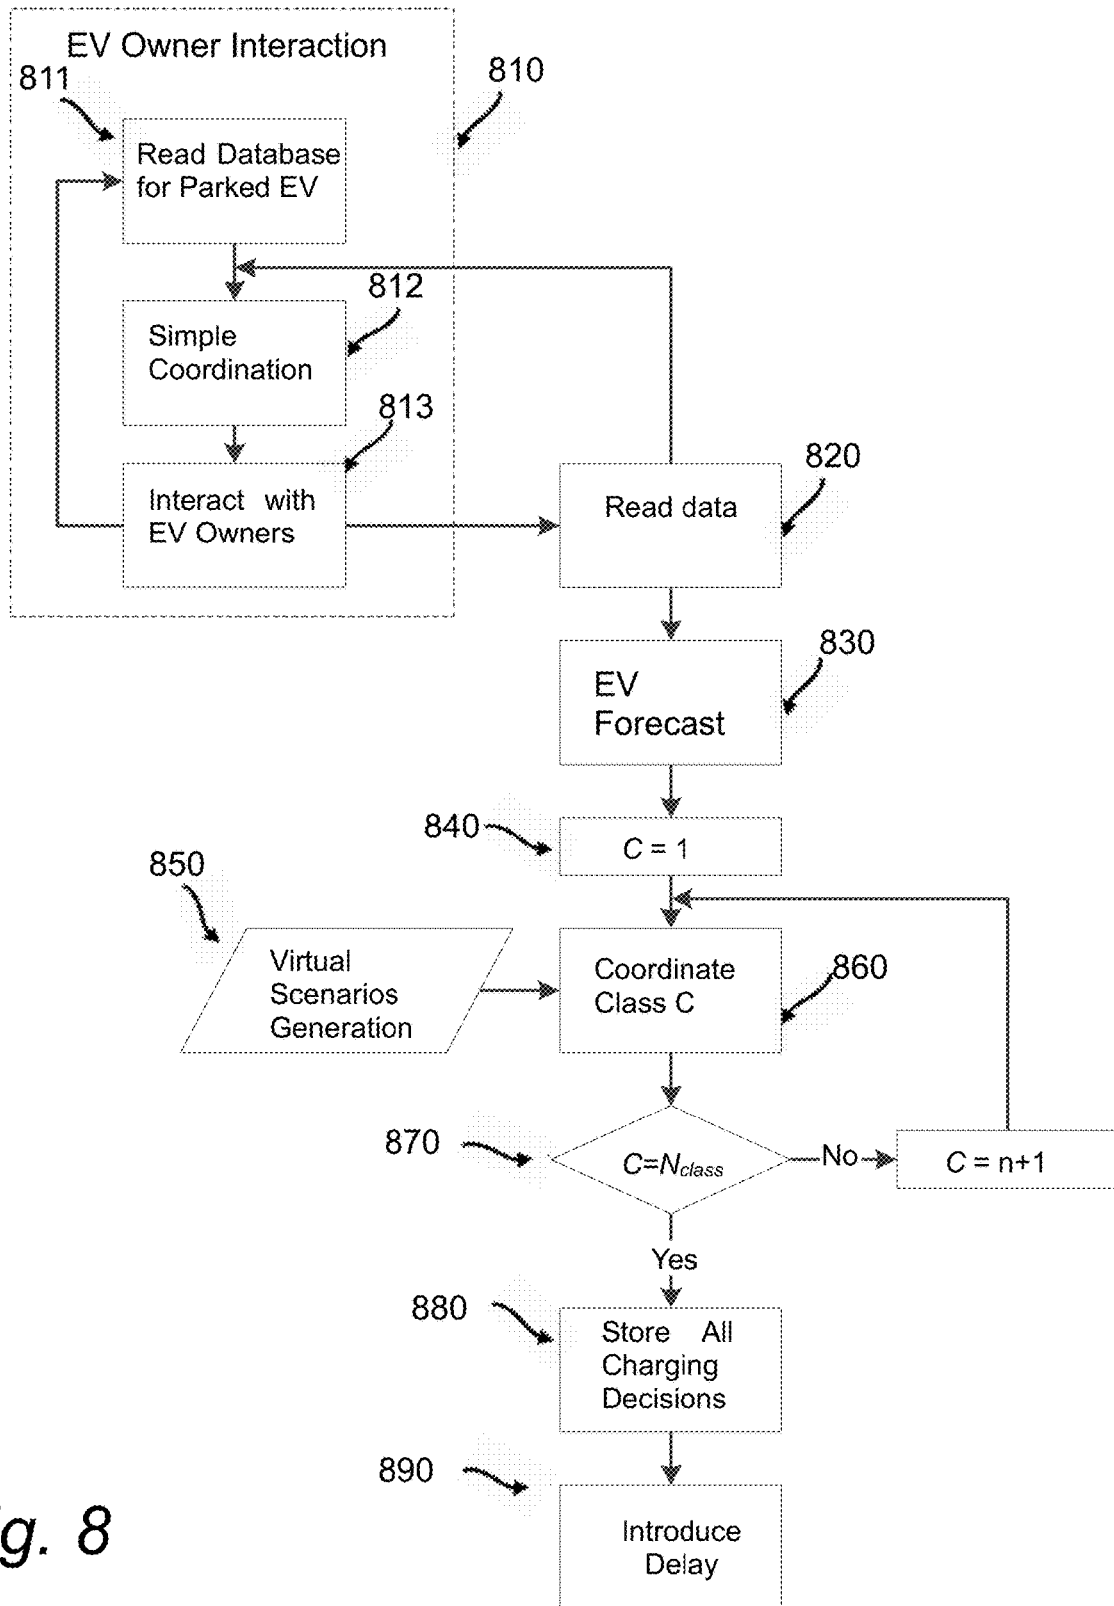 EV Owner Interaction
811
810
Read Database
for Parked EV
812
Simple
Coordination
813
Interact with
EV Owners
820
Read data
830
EV
Forecast
840
C = 1
850
Virtual
Scenarios
Generation
Coordinate
Class C
860
870
C=Nclass
No
C = n+1
Yes
880
Store All
Charging
Decisions
890
Introduce
Delay
g. 8